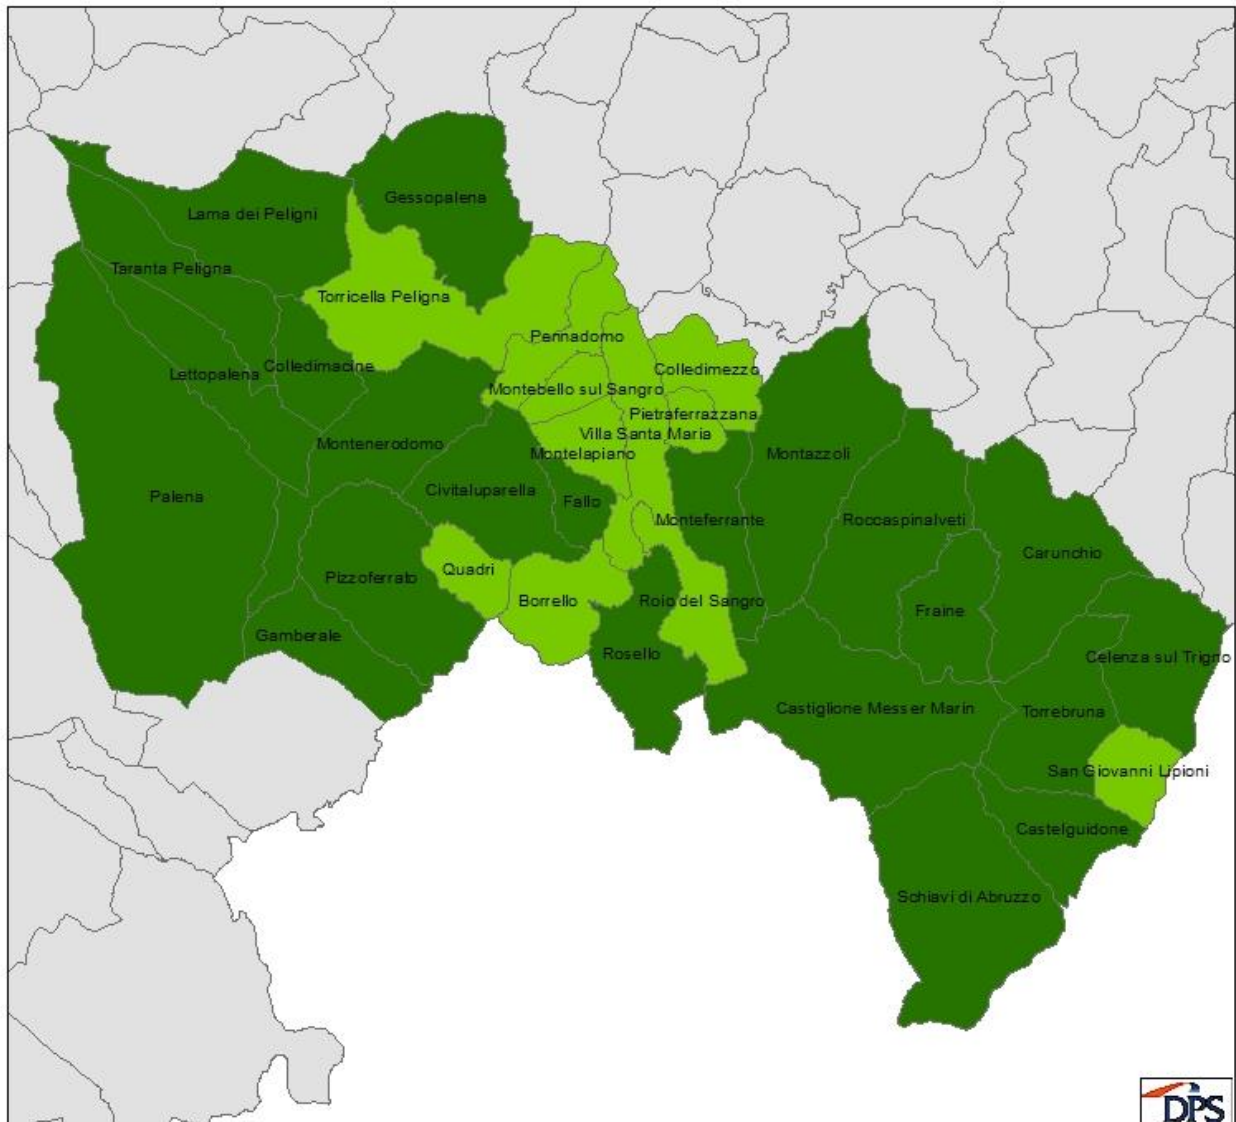 Gessopalena
Lama dei Peligni
Taranta Peligna
Torricella Peligna
Pennadomo
Lettopalena
Colledimacine
Colledimezzo
Montebello sul Sangro
Pietraferrazzana
Villa Santa Maria
Montenerodomo
Montelapiano
Montazzoli
Palena
Civitaluparella
Fallo
Monteferrante
Roccaspinalveti
Carunchio
Quadri
Pizzoferrato
Borrello
Roio del Sangro
Fraine
Gamberale
Rosello
Celenza sul Trigno
Castiglione Messer Marin
Torrebruna
San Giovanni Lipioni
Castelguidone
Schiavi di Abruzzo
DPS